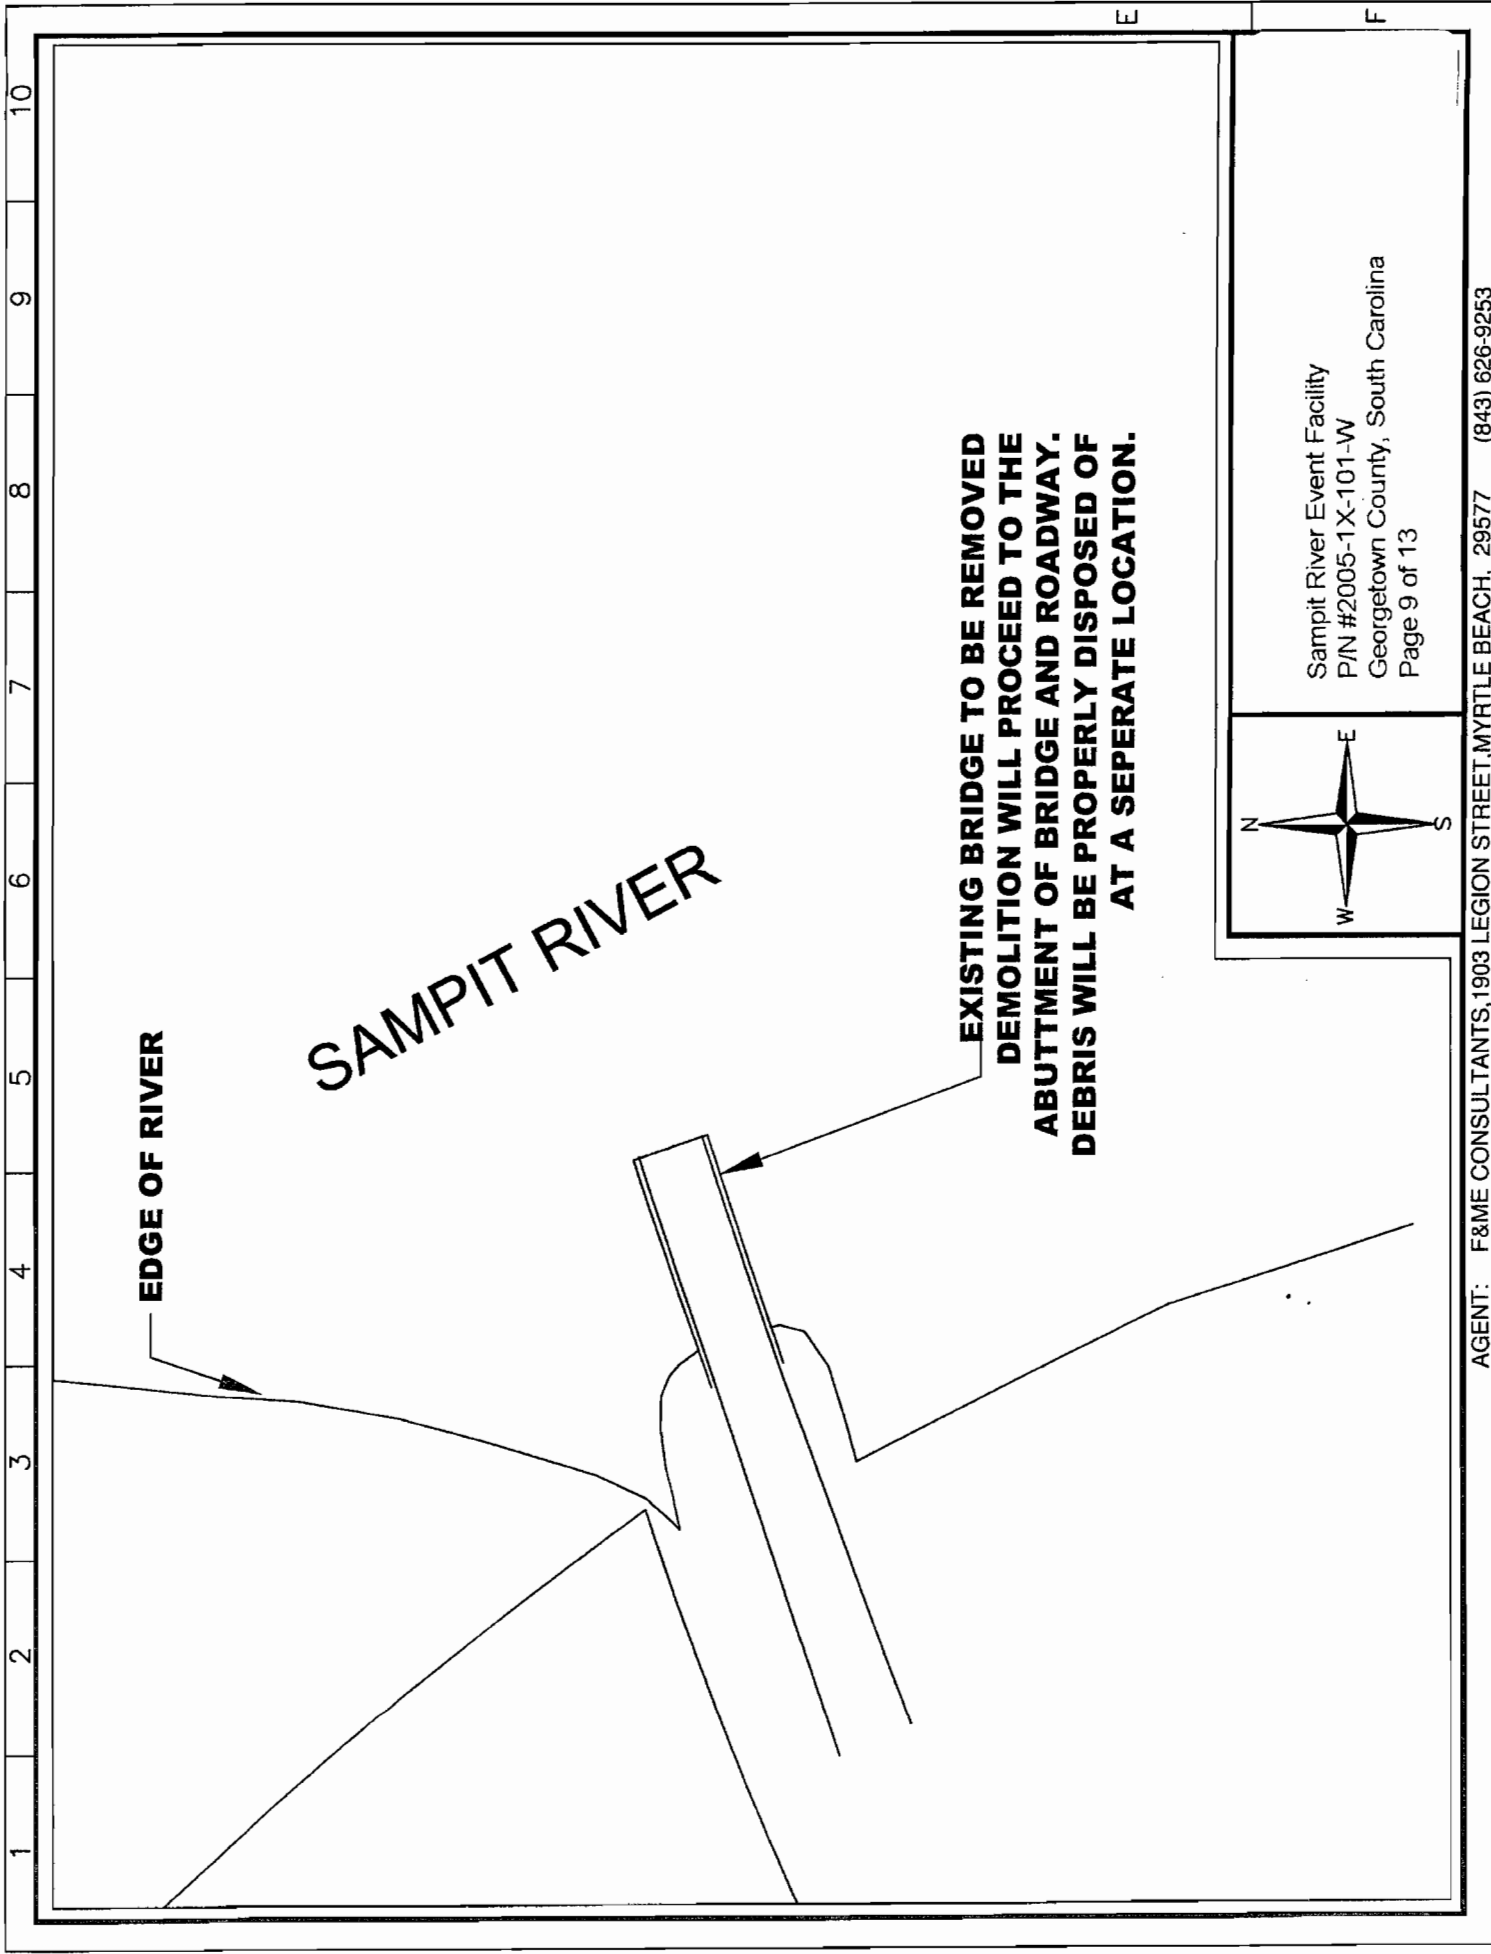 1 2 3 4 5 6 7 8 9 10
EDGE OF RIVER
SAMPIT RIVER
EXISTING BRIDGE TO BE REMOVED
DEMOLITION WILL PROCEED TO THE
ABUTTMENT OF BRIDGE AND ROADWAY.
DEBRIS WILL BE PROPERLY DISPOSED OF
AT A SEPERATE LOCATION.
E
F
N
W E
S
Sampit River Event Facility
P/N #2005-1X-101-W
Georgetown County, South Carolina
Page 9 of 13
AGENT: F&ME CONSULTANTS,1903 LEGION STREET,MYRTLE BEACH, 29577 (843) 626-9253